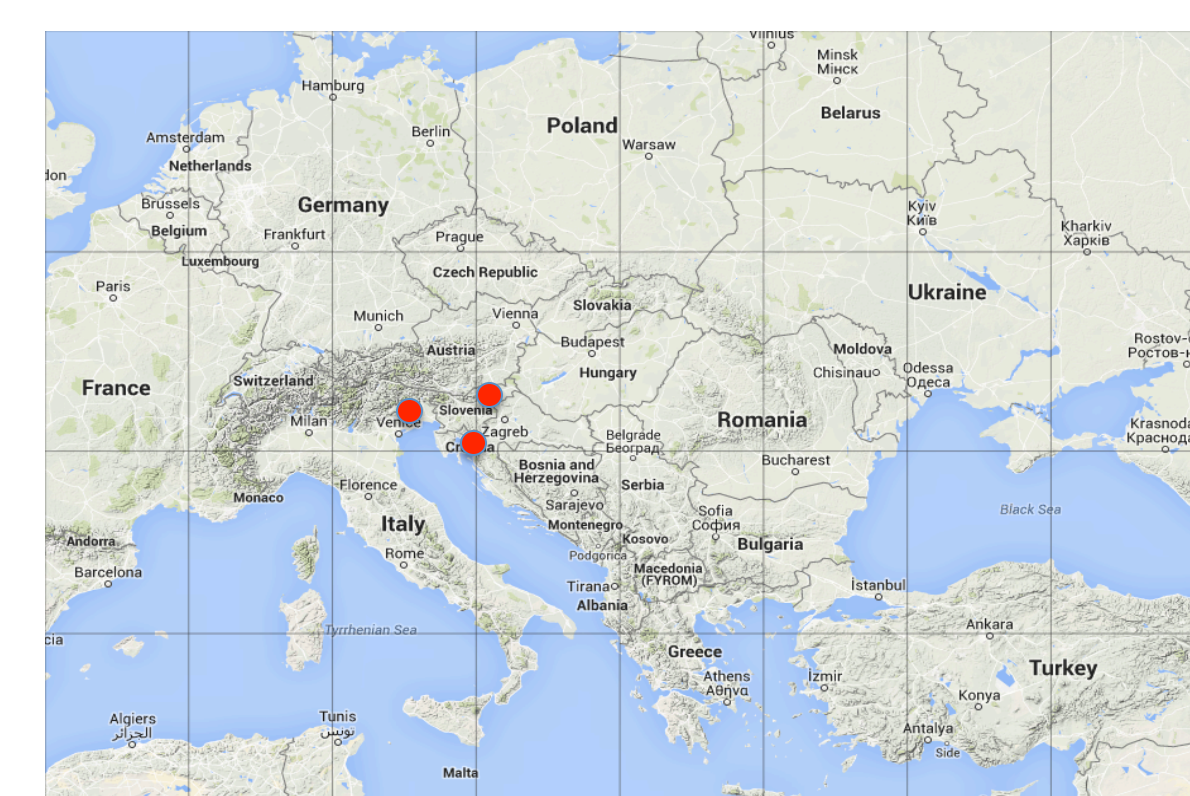 Vilnius
Minsk
Мінск
Hamburg
Belarus
Poland
Berlin
Amsterdam
Warsaw
Netherlands
don
Brussels
Germany
Kyiv
Київ
Belgium
Frankfurt
Prague
Kharkiv
Харків
Luxembourg
Czech Republic
Paris
Ukraine
Slovakia
Munich
Vienna
Budapest
Rostov-
Ростов-н
Austria
Moldova
Switzerland
Hungary
Chisinau
Odessa
Одеса
France
Slovenia
Milan
Venice
Romania
Krasnoda
Краснода
Zagreb
Belgrade
Београд
Bucharest
Bosnia and
Herzegovina
Florence
Serbia
Monaco
Sarajevo
Black Sea
Italy
Montenegro
Sofia
София
Andorra
Kosovo
Bulgaria
Rome
Podgorica
Barcelona
Macedonia
(FYROM)
Tirana
İstanbul
Albania
Ankara
Tyrrhenian Sea
cia
Greece
Turkey
Athens
Αθήνα
İzmir
Konya
Algiers
الجزائر
Tunis
تونس
Antalya
Side
Malta